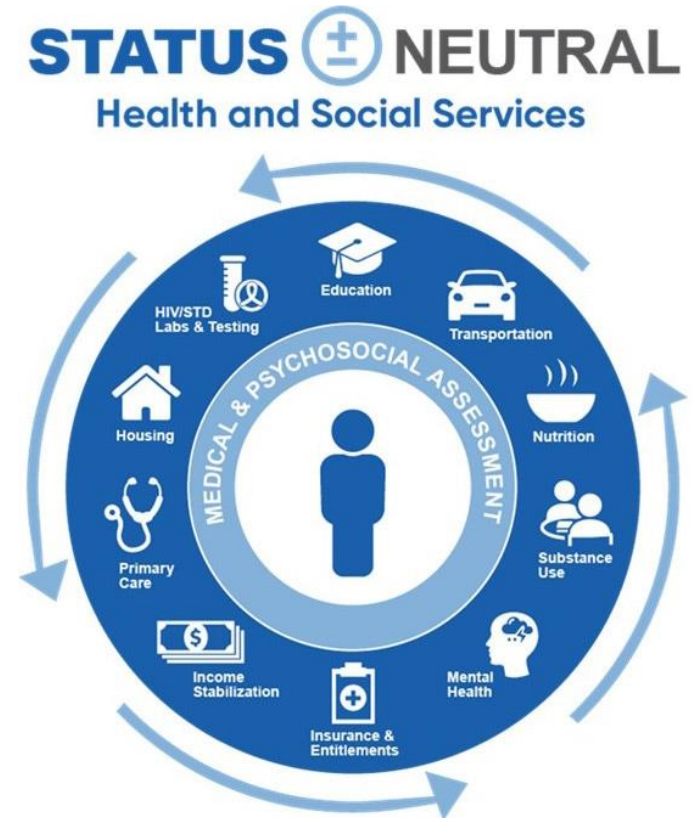 STATUS ± NEUTRAL
Health and Social Services
Education
Transportation
Nutrition
Substance
Use
Mental
Health
Insurance &
Entitlements
Income
Stabilization
$
Primary
Care
Housing
HIV/STD
Labs & Testing
MEDICAL & PSYCHOSOCIAL ASSESSMENT